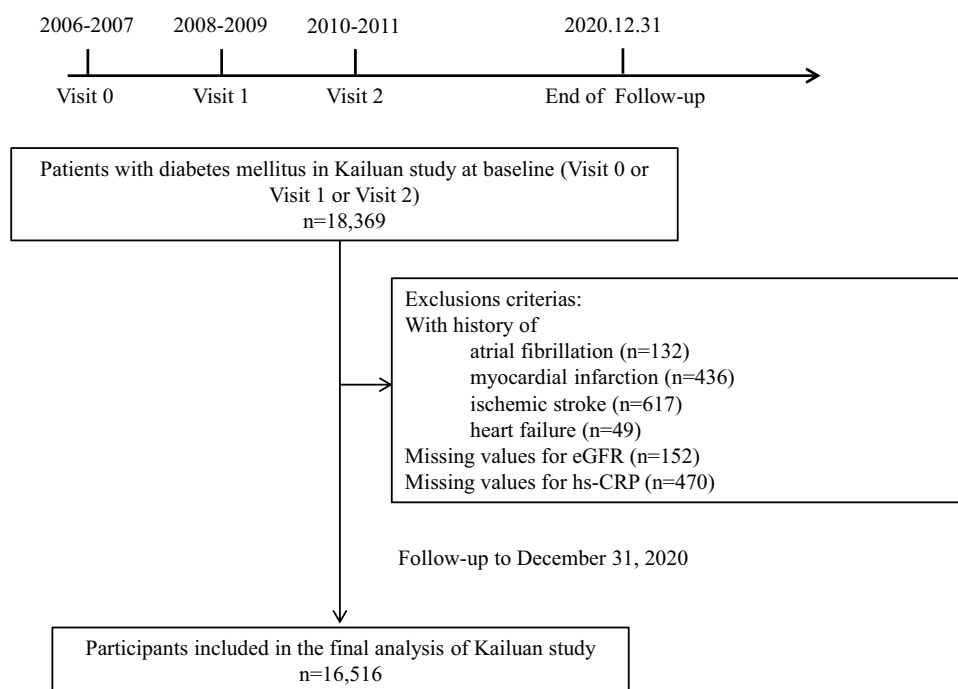 2006-2007 2008-2009 2010-2011 2020.12.31
Visit 0 Visit 1 Visit 2 End of Follow-up
Patients with diabetes mellitus in Kailuan study at baseline (Visit 0 or
Visit 1 or Visit 2)
n=18,369
Exclusions criterias:
With history of
atrial fibrillation (n=132)
myocardial infarction (n=436)
ischemic stroke (n=617)
heart failure (n=49)
Missing values for eGFR (n=152)
Missing values for hs-CRP (n=470)
Follow-up to December 31, 2020
Participants included in the final analysis of Kailuan study
n=16,516